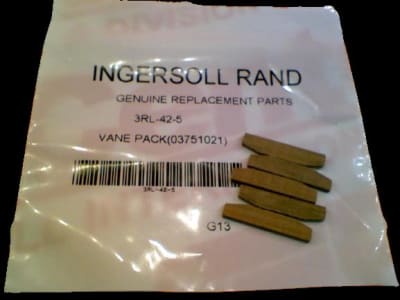 INGERSOLL RAND
GENUINE REPLACEMENT PARTS
3RL-42-5
VANE PACK(03751021)
3RL-42-5
G13